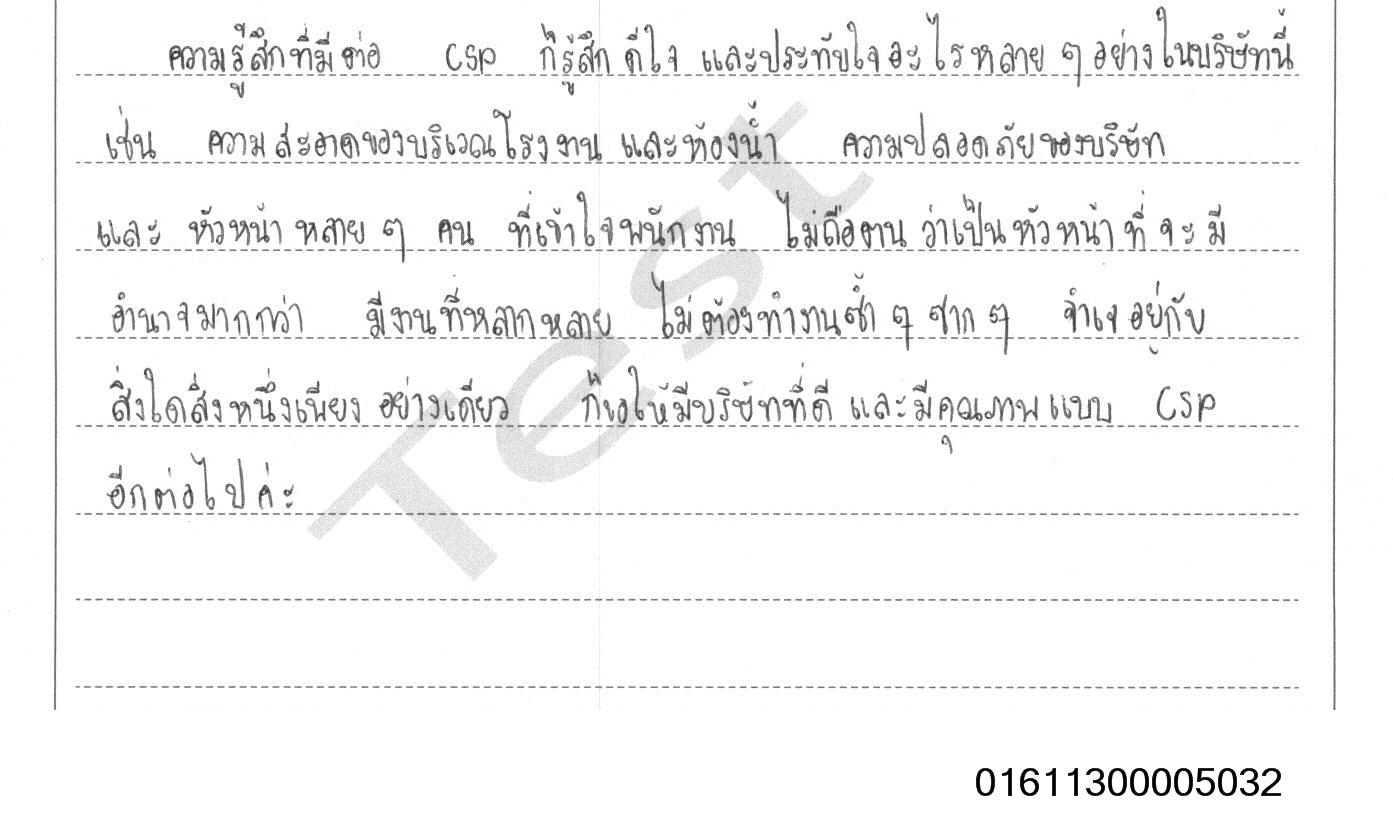 ความรู้สึกที่มีต่อ CSP ก็รู้สึกดีใจ และประทับใจอะไรหลาย ๆ อย่างในบริษัทนี้
เช่น ความสะอาดของบริเวณโรงงาน และห้องน้ำ ความปลอดภัยของบริษัท
และ หัวหน้าหลาย ๆ คน ที่เข้าใจพนักงาน ไม่ถืองานว่าเป็นหัวหน้าที่จะมี
อำนาจมากกว่า มีงานที่หลากหลาย ไม่ต้องทำงานซ้ำ ๆ ซาก ๆ จำเจอยู่กับ
สิ่งใดสิ่งหนึ่งเพียงอย่างเดียว ก็ขอให้มีบริษัทที่ดี และมีคุณภาพแบบ CSP
อีกต่อไปค่ะ
Test
01611300005032